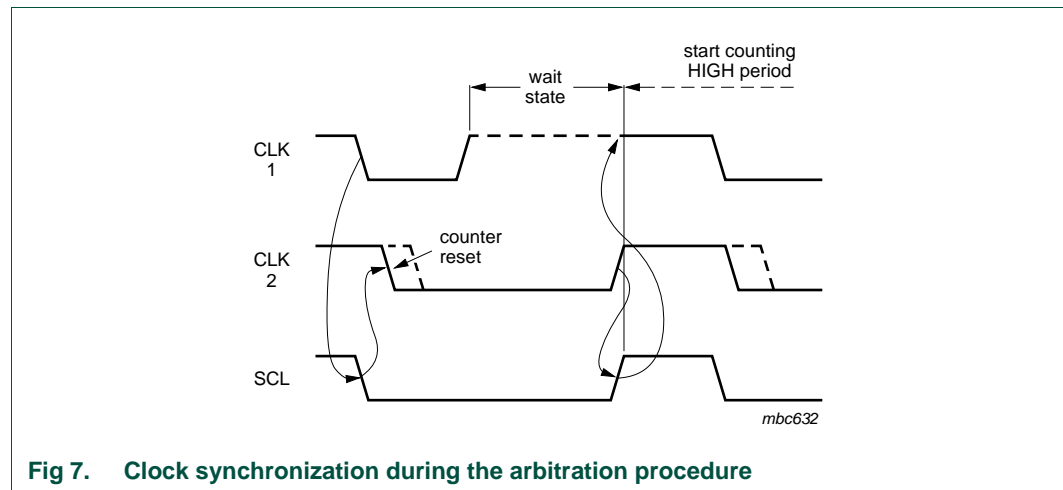 start counting
HIGH period
wait
state
CLK
1
counter
reset
CLK
2
SCL
mbc632
Fig 7. Clock synchronization during the arbitration procedure